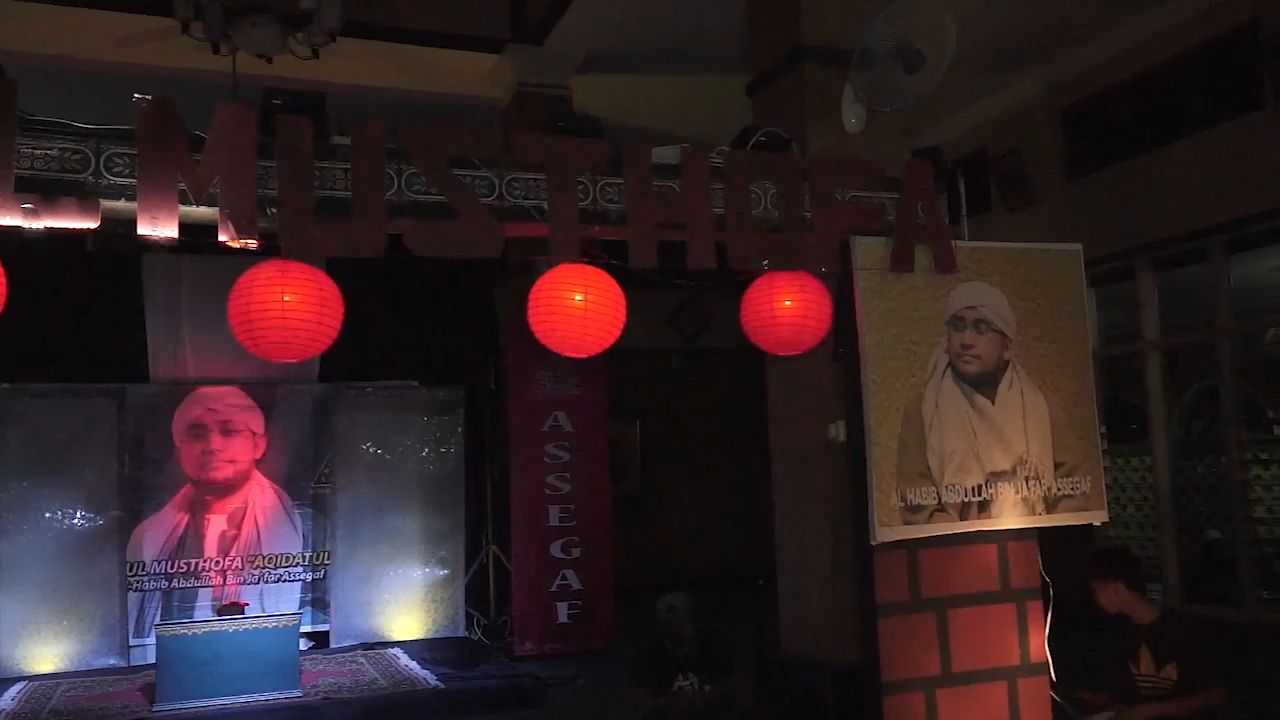 MUSTHOFA
UL MUSTHOFA "AQIDATUL
Habib Abdullah Bin Ja'far Assegaf
ASSEGAF
AL HABIB ABDULLAH BIN JA'FAR ASSEGAF